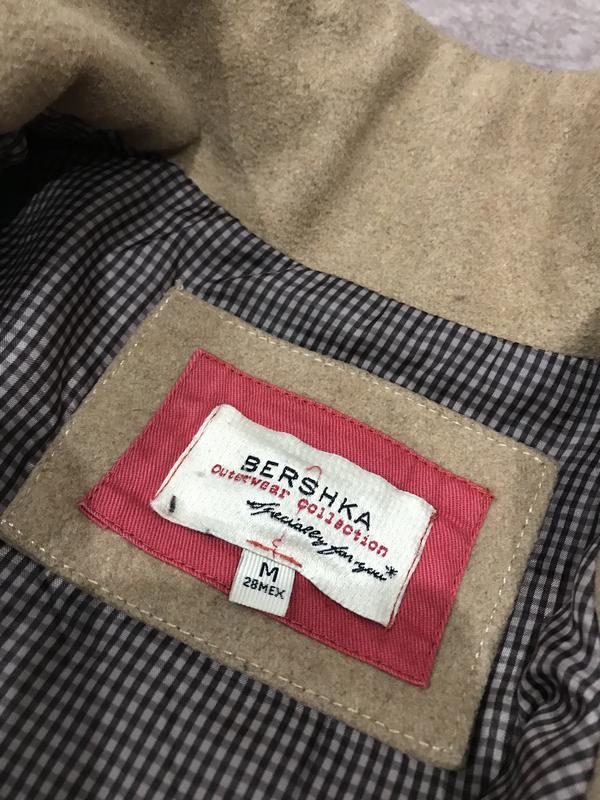 BERSHKA
Outerwear Collection
Specially for you*
M
28MEX